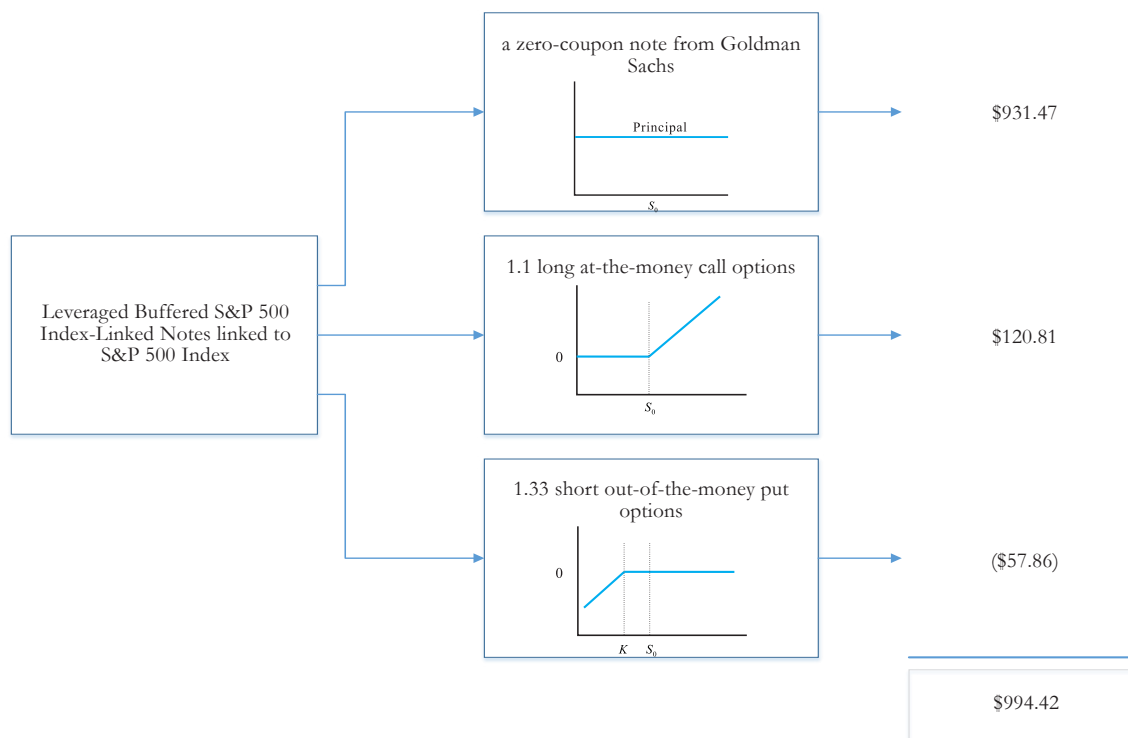 a zero-coupon note from Goldman
Sachs
Principal
S₀
$931.47
Leveraged Buffered S&P 500
Index-Linked Notes linked to
S&P 500 Index
1.1 long at-the-money call options
0
S₀
$120.81
1.33 short out-of-the-money put
options
0
K S₀
($57.86)
$994.42